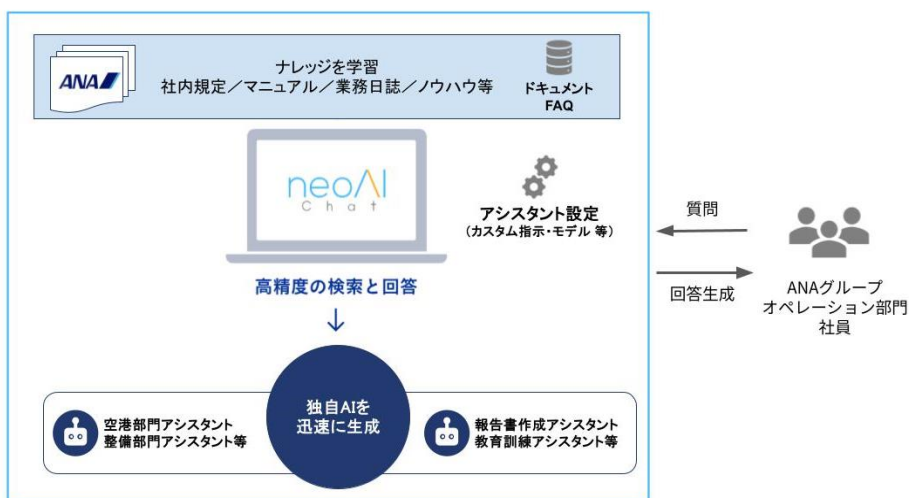 ANA
ナレッジを学習
社内規定／マニュアル／業務日誌／ノウハウ等
ドキュメント
FAQ
neoAI
Chat
アシスタント設定
（カスタム指示・モデル 等）
高精度の検索と回答
↓
独自AIを
迅速に生成
空港部門アシスタント
整備部門アシスタント等
報告書作成アシスタント
教育訓練アシスタント等
質問
回答生成
ANAグループ
オペレーション部門
社員